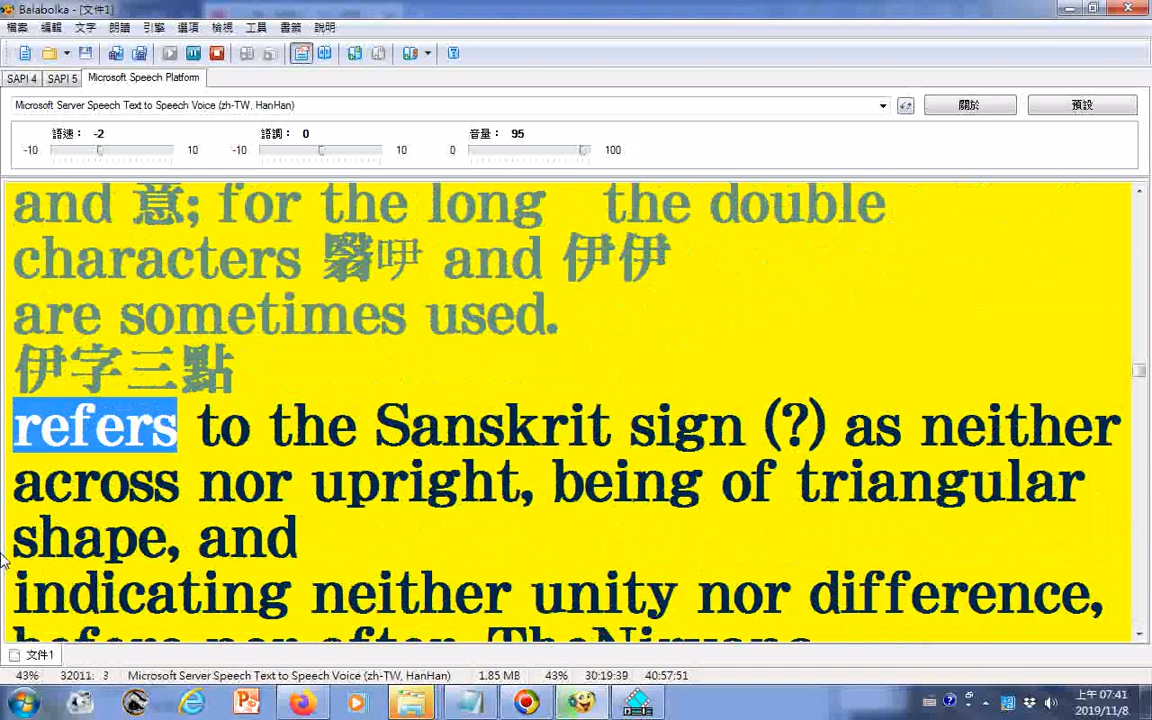 Balabolka - [文件1]
檔案 編輯 文字 朗讀 引擎 選項 檢視 工具 書籤 說明
SAPI 4 SAPI 5 Microsoft Speech Platform
Microsoft Server Speech Text to Speech Voice (zh-TW, HanHan) 關於 預設
語速： -2 語調： 0 音量： 95
-10 10 -10 10 0 100
and 意; for the long the double
characters 翳吚 and 伊伊
are sometimes used.
伊字三點
refers to the Sanskrit sign (?) as neither
across nor upright, being of triangular
shape, and
indicating neither unity nor difference,
before nor after. TheNirvana
文件1
43% 32011: 3 Microsoft Server Speech Text to Speech Voice (zh-TW, HanHan) 1.85 MB 43% 30:19:39 40:57:51
上午 07:41
2019/11/8